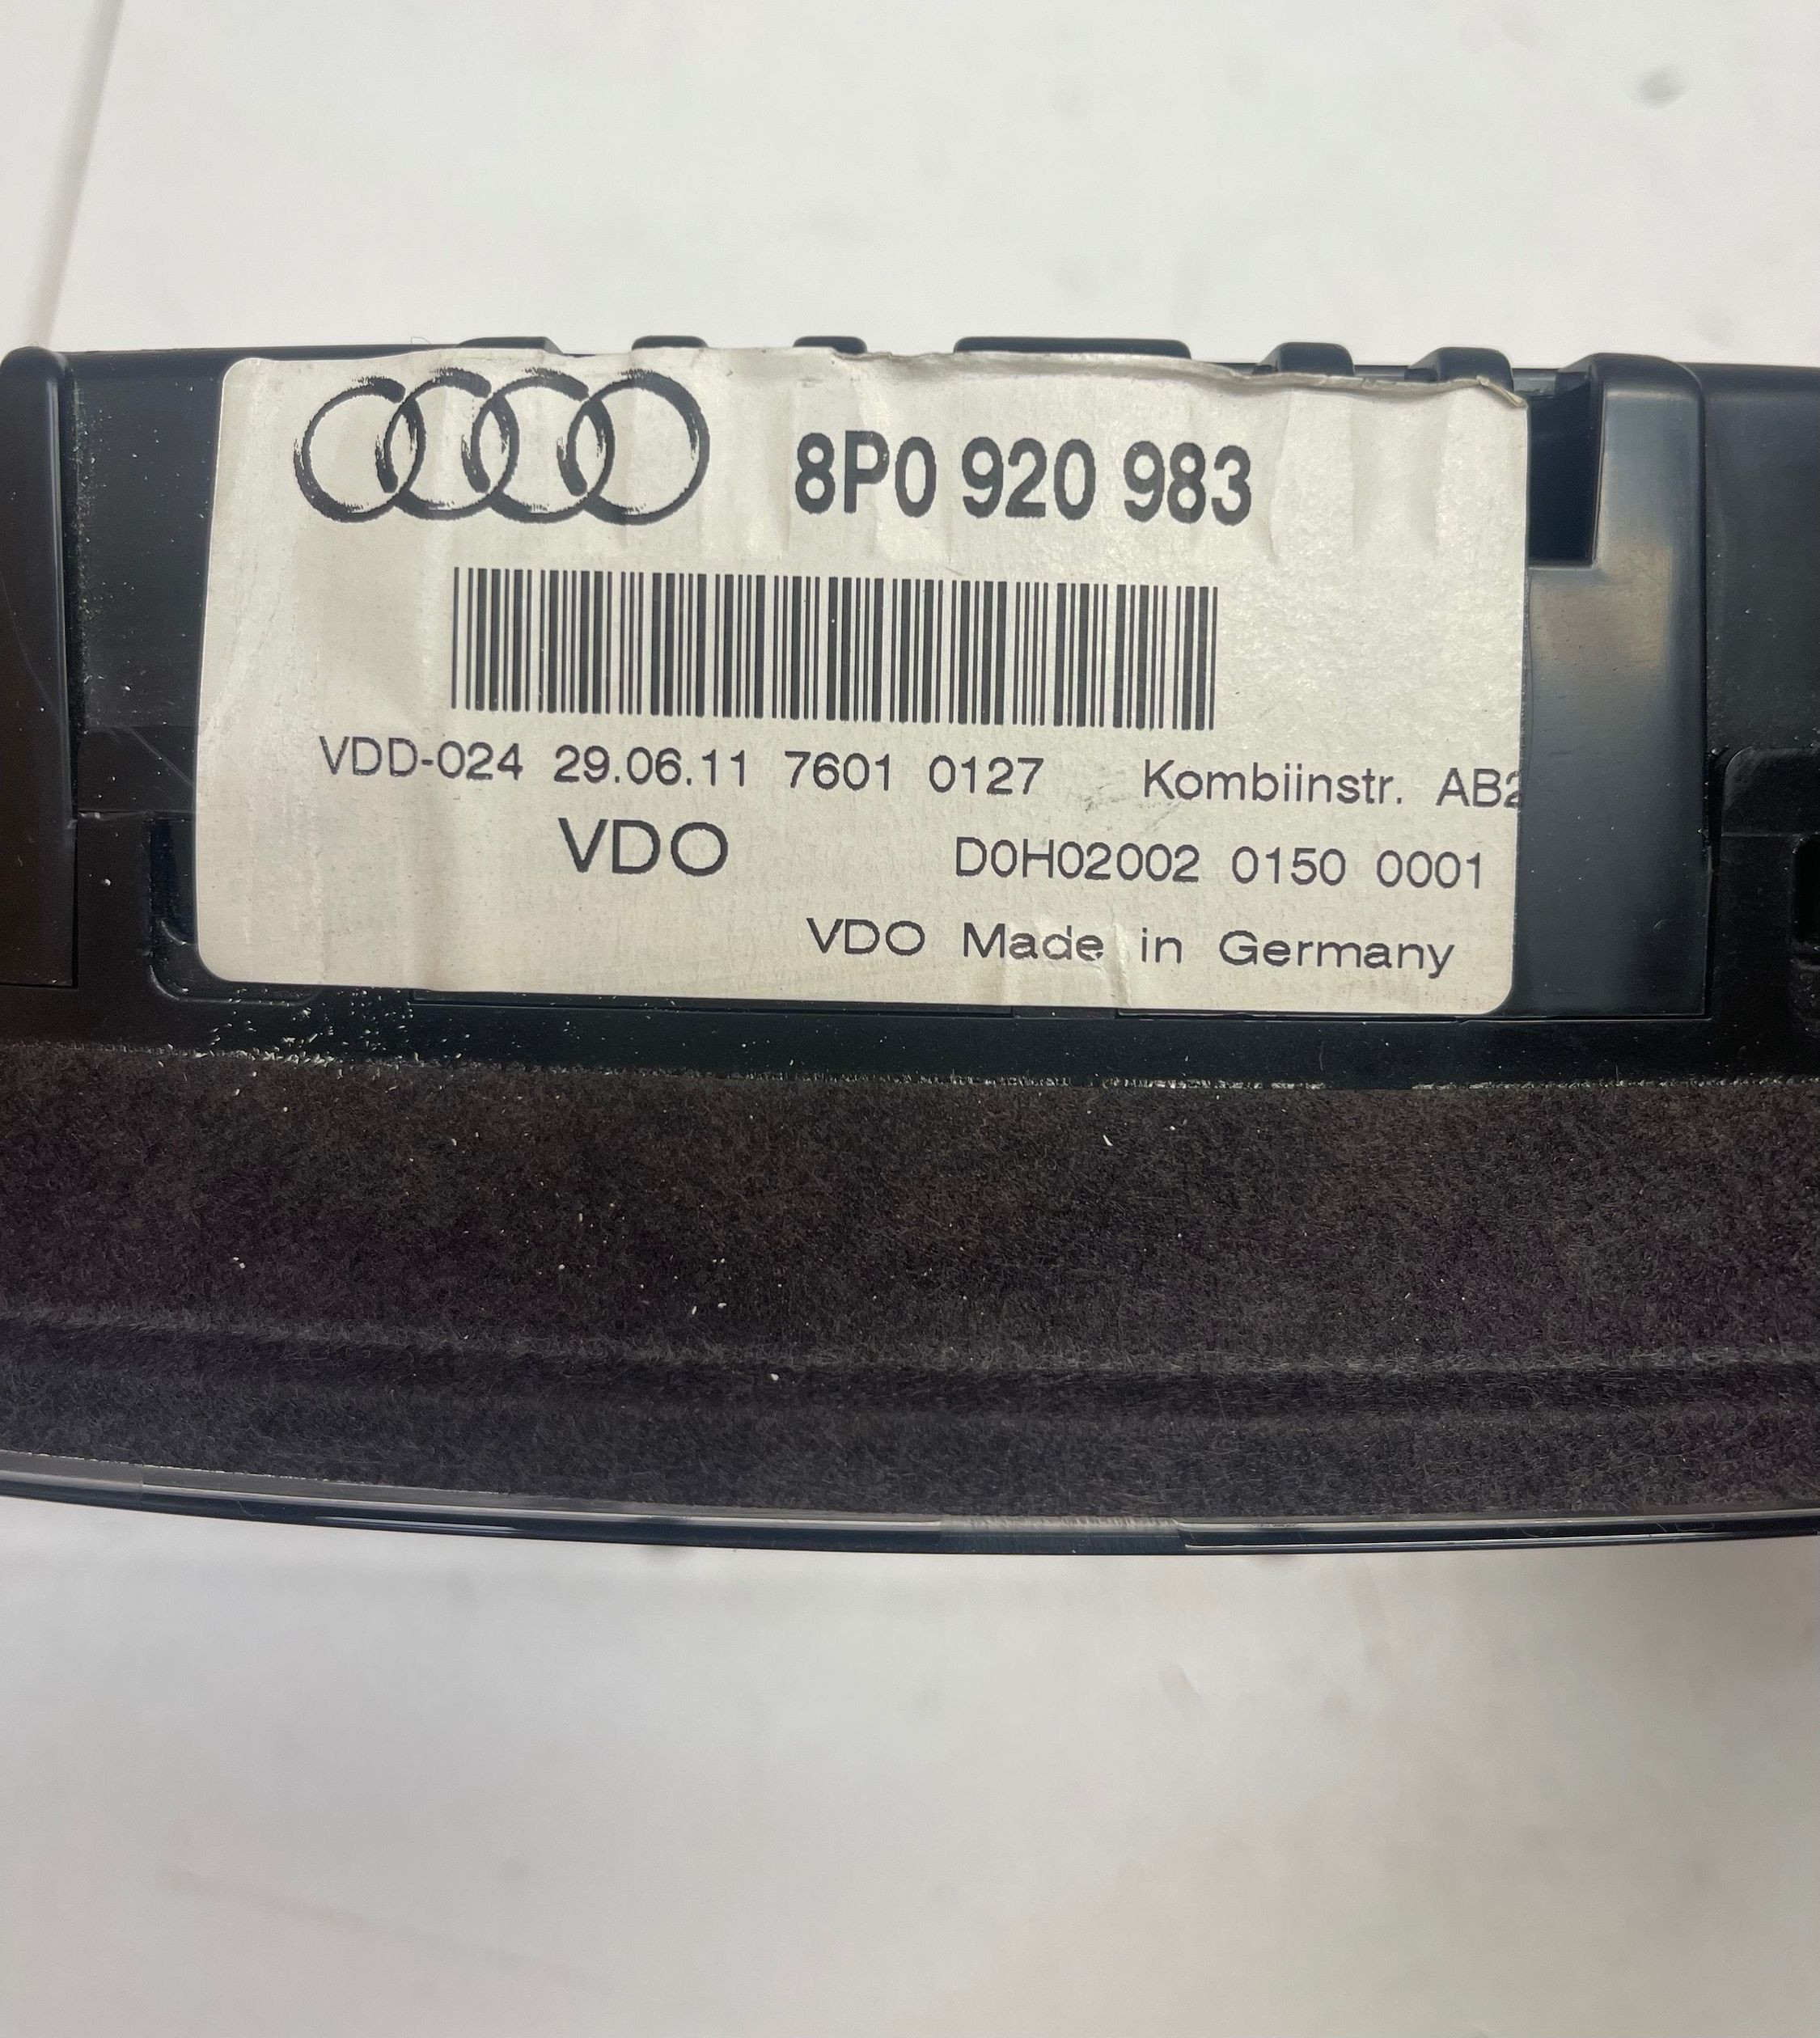 8P0 920 983
VDD-024 29.06.11 7601 0127 Kombiinstr. AB2
VDO D0H02002 0150 0001
VDO Made in Germany